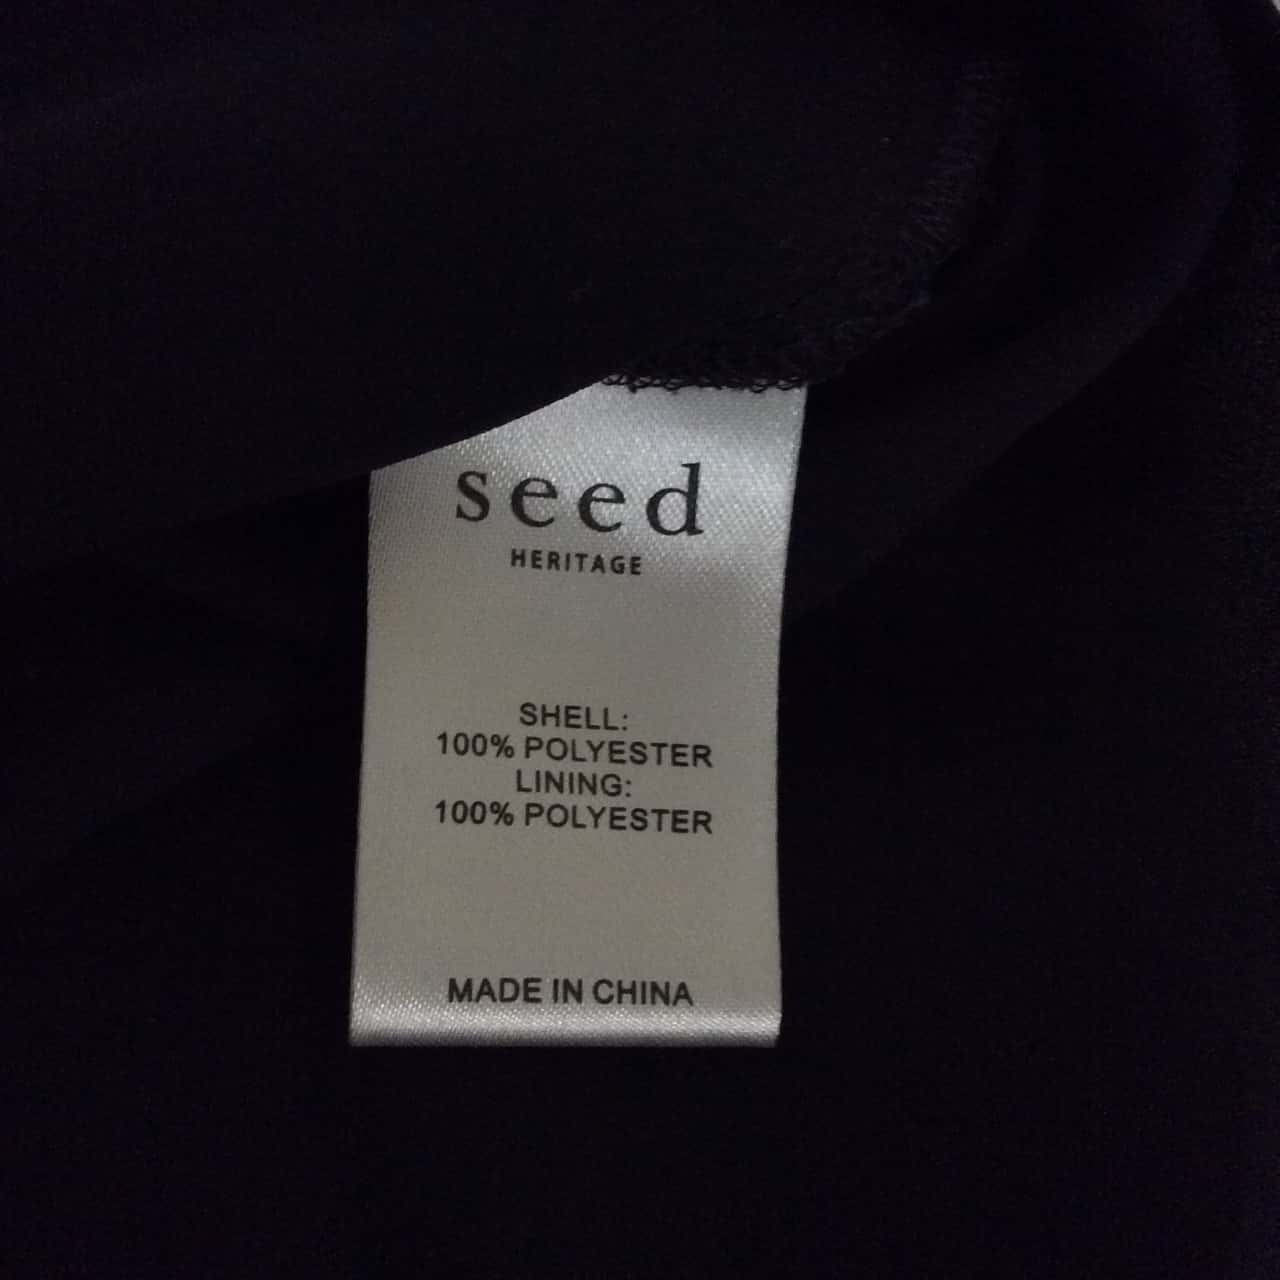 seed
HERITAGE
SHELL:
100% POLYESTER
LINING:
100% POLYESTER
MADE IN CHINA